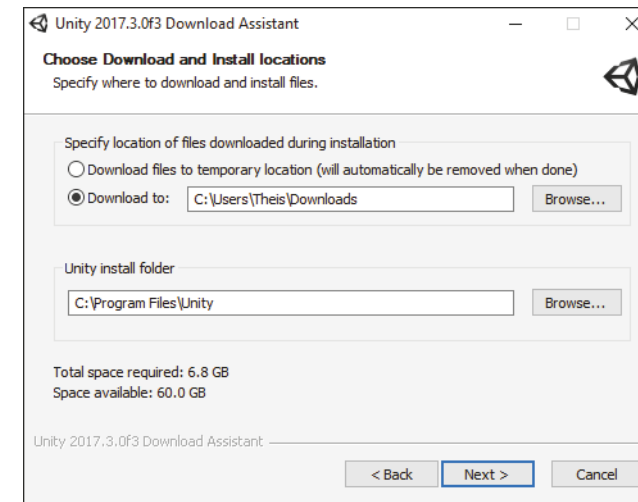 Unity 2017.3.0f3 Download Assistant
Choose Download and Install locations
Specify where to download and install files.
Specify location of files downloaded during installation
Download files to temporary location (will automatically be removed when done)
Download to: C:\Users\Theis\Downloads Browse...
Unity install folder
C:\Program Files\Unity Browse...
Total space required: 6.8 GB
Space available: 60.0 GB
Unity 2017.3.0f3 Download Assistant
< Back Next > Cancel